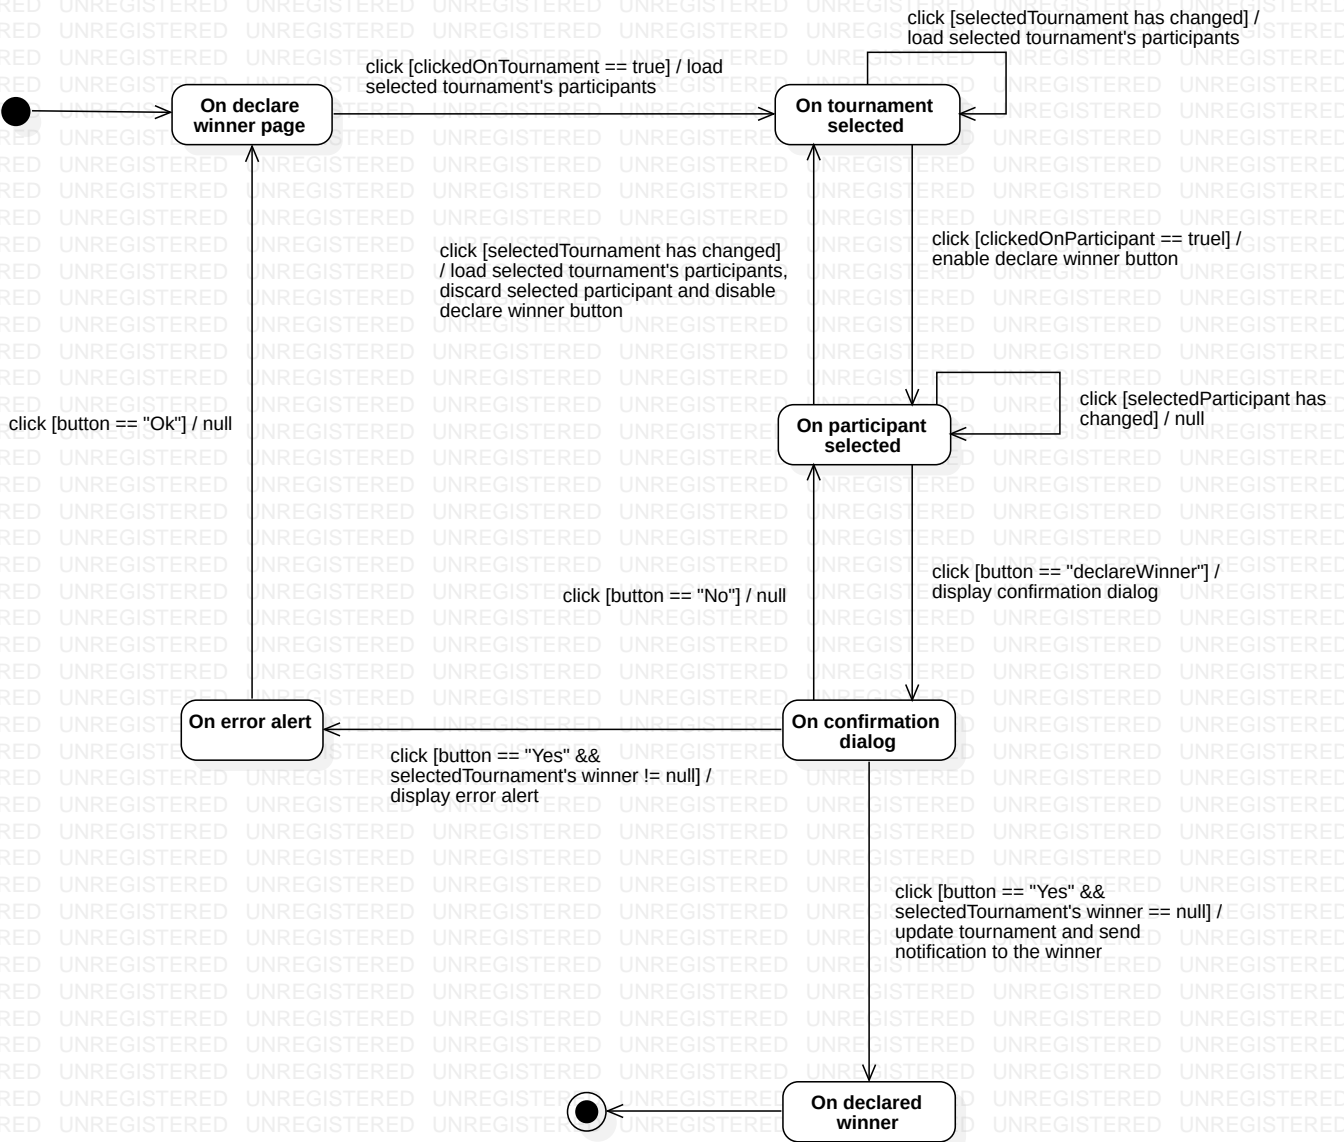 click [selectedTournament has changed] /
load selected tournament's participants
click [clickedOnTournament == true] / load
selected tournament's participants
On declare
winner page
On tournament
selected
click [selectedTournament has changed]
/ load selected tournament's participants,
discard selected participant and disable
declare winner button
click [clickedOnParticipant == truel] /
enable declare winner button
click [button == "Ok"] / null
On participant
selected
click [selectedParticipant has
changed] / null
click [button == "No"] / null
click [button == "declareWinner"] /
display confirmation dialog
On error alert
On confirmation
dialog
click [button == "Yes" &&
selectedTournament's winner != null] /
display error alert
click [button == "Yes" &&
selectedTournament's winner == null] /
update tournament and send
notification to the winner
On declared
winner
UNREGISTERED